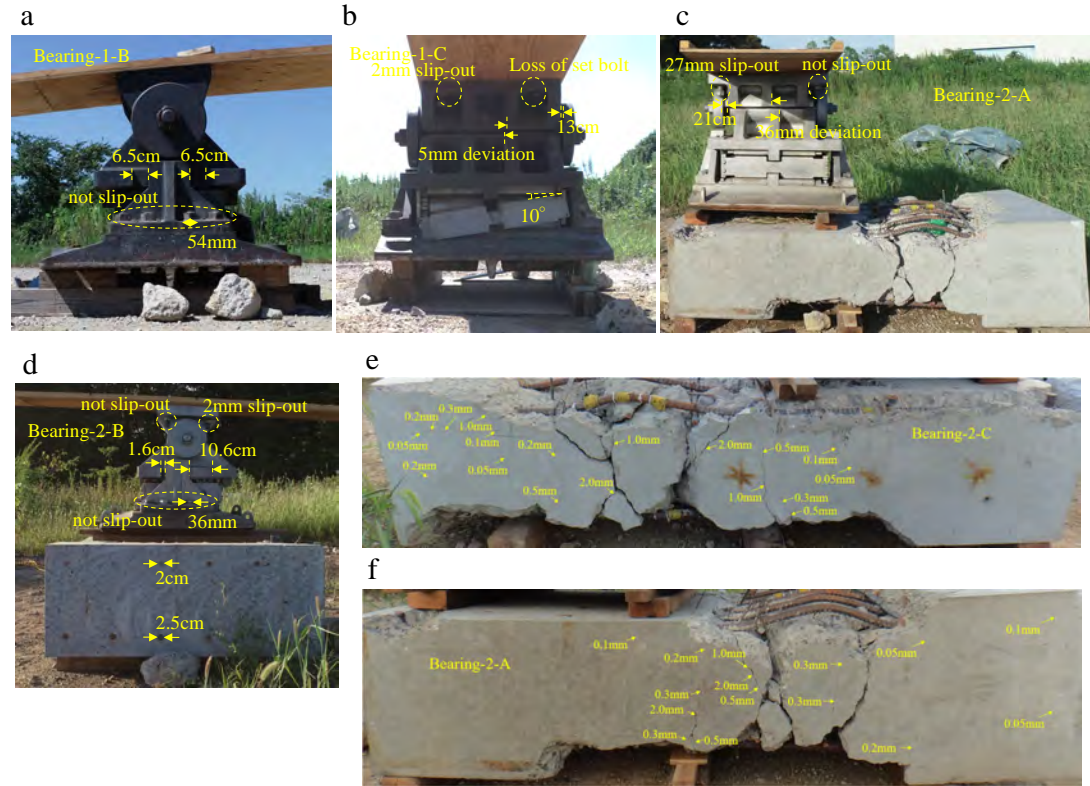 a
Bearing-1-B
6.5cm
6.5cm
not slip-out
54mm
b
Bearing-1-C
2mm slip-out
Loss of set bolt
13cm
5mm deviation
10°
c
27mm slip-out
not slip-out
Bearing-2-A
21cm
36mm deviation
d
not slip-out
2mm slip-out
Bearing-2-B
1.6cm
10.6cm
not slip-out
36mm
2cm
2.5cm
e
0.3mm
0.2mm
1.0mm
0.1mm
0.05mm
0.2mm
0.2mm
0.05mm
0.5mm
1.0mm
2.0mm
2.0mm
0.5mm
Bearing-2-C
0.1mm
0.05mm
1.0mm
0.3mm
0.5mm
f
Bearing-2-A
0.1mm
0.2mm
1.0mm
2.0mm
0.5mm
0.3mm
2.0mm
0.3mm
0.5mm
0.3mm
0.3mm
0.05mm
0.1mm
0.05mm
0.2mm